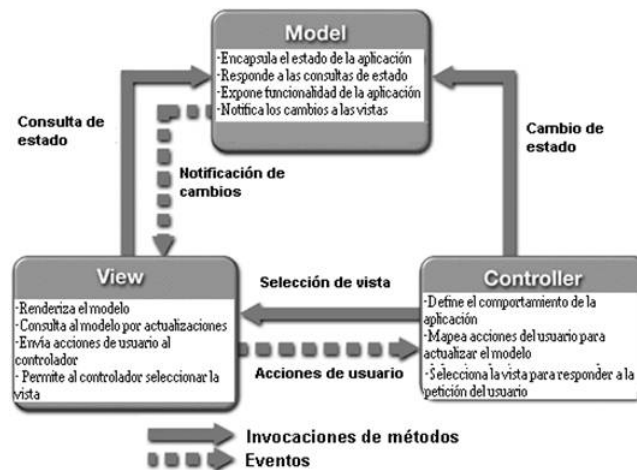 Model
-Encapsula el estado de la aplicación
-Responde a las consultas de estado
-Expone funcionalidad de la aplicación
-Notifica los cambios a las vistas
Consulta de
estado
Cambio de
estado
Notificación de
cambios
View
-Renderiza el modelo
-Consulta al modelo por actualizaciones
-Envía acciones de usuario al
controlador
- Permite al controlador seleccionar la
vista
Selección de vista
Acciones de usuario
Controller
-Define el comportamiento de la
aplicación
- Mapea acciones del usuario para
actualizar el modelo
-Selecciona la vista para responder a la
petición del usuario
Invocaciones de métodos
Eventos